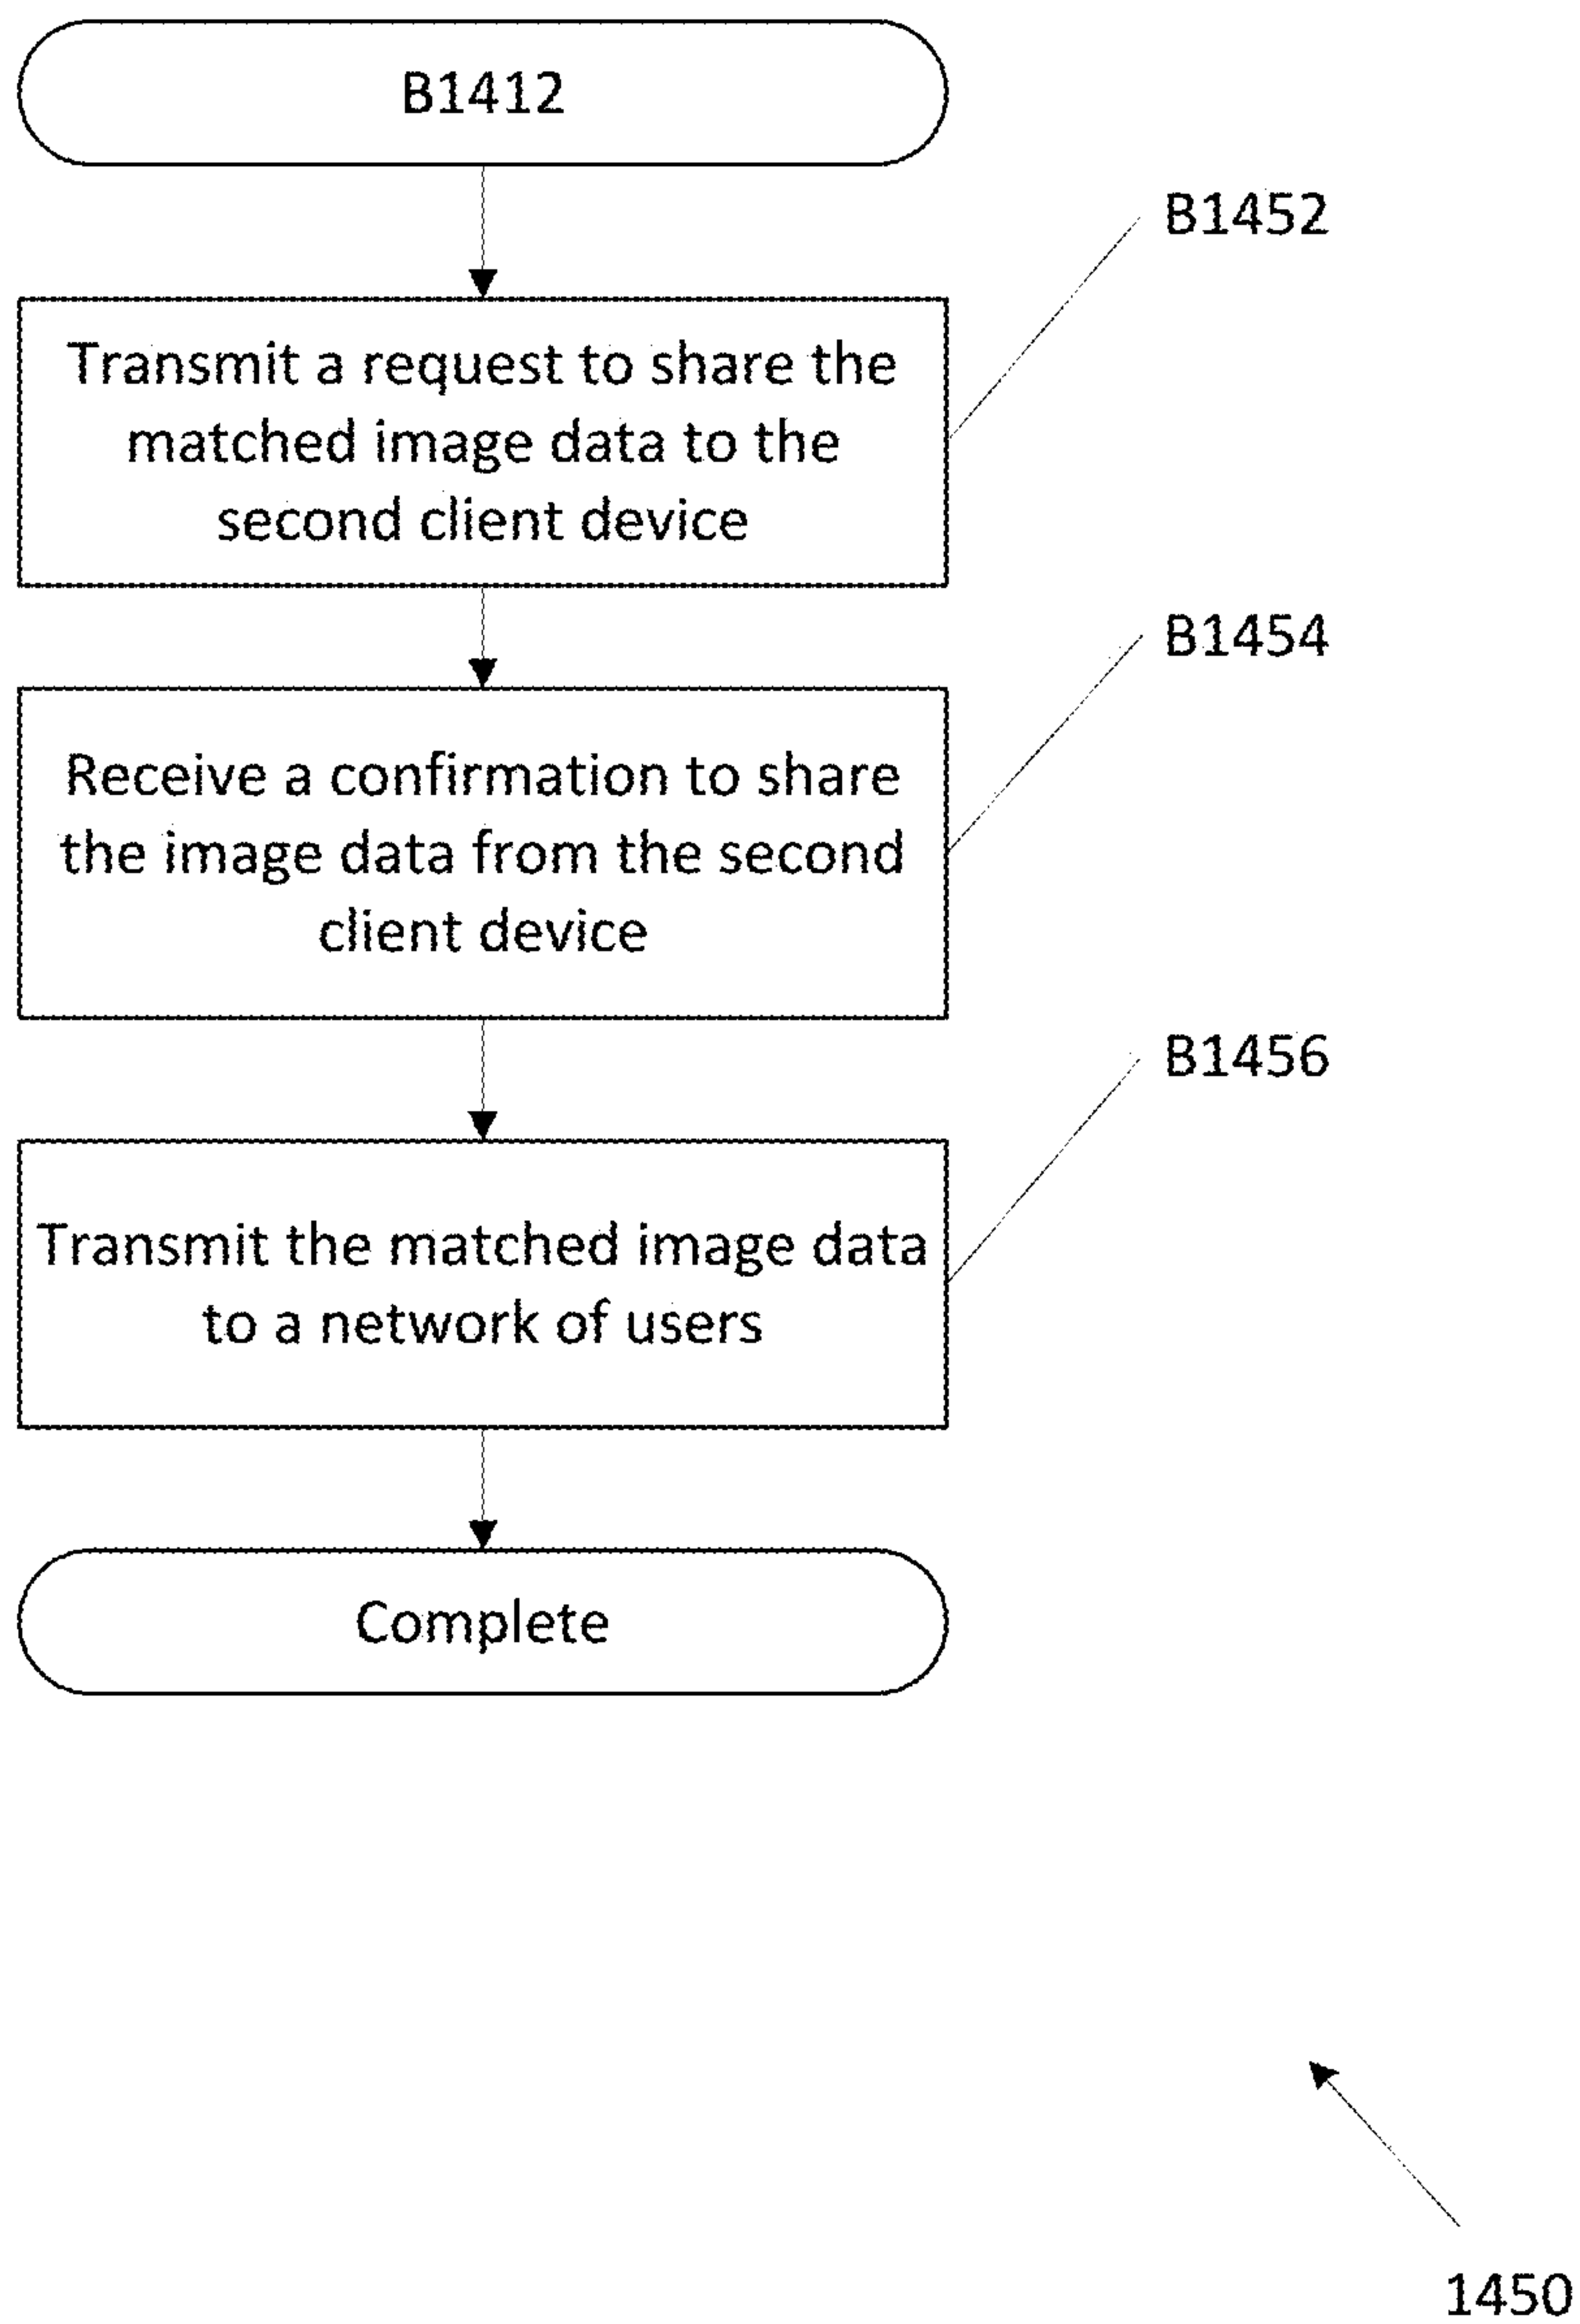 B1412
B1452
Transmit a request to share the
matched image data to the
second client device
B1454
Receive a confirmation to share
the image data from the second
client device
B1456
Transmit the matched image data
to a network of users
Complete
1450